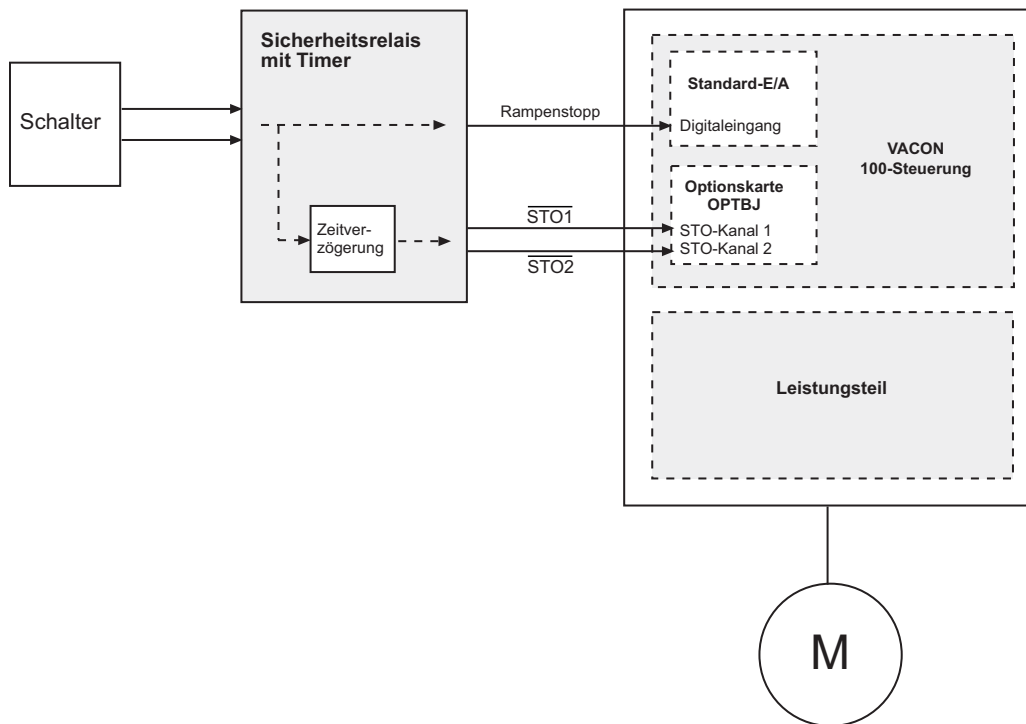 Schalter
Sicherheitsrelais
mit Timer
Zeitver-
zögerung
Rampenstopp
STO1
STO2
Standard-E/A
Digitaleingang
Optionskarte
OPTBJ
STO-Kanal 1
STO-Kanal 2
VACON
100-Steuerung
Leistungsteil
M